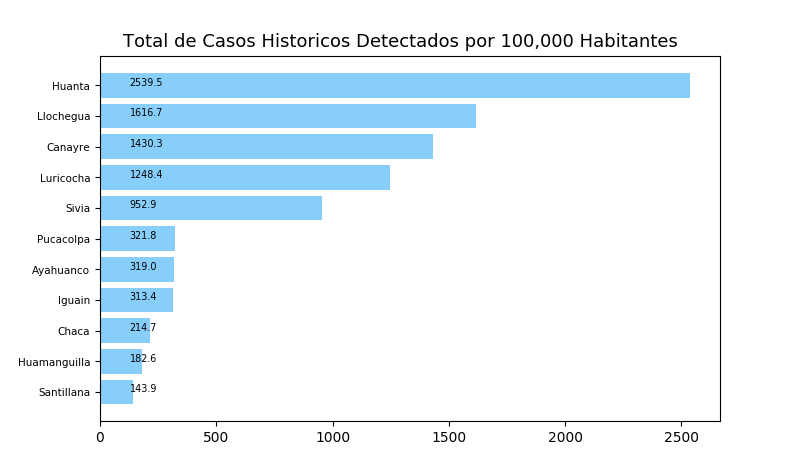 Total de Casos Historicos Detectados por 100,000 Habitantes
Huanta 2539.5
Llochegua 1616.7
Canayre 1430.3
Luricocha 1248.4
Sivia 952.9
Pucacolpa 321.8
Ayahuanco 319.0
Iguain 313.4
Chaca 214.7
Huamanguilla 182.6
Santillana 143.9
0 500 1000 1500 2000 2500